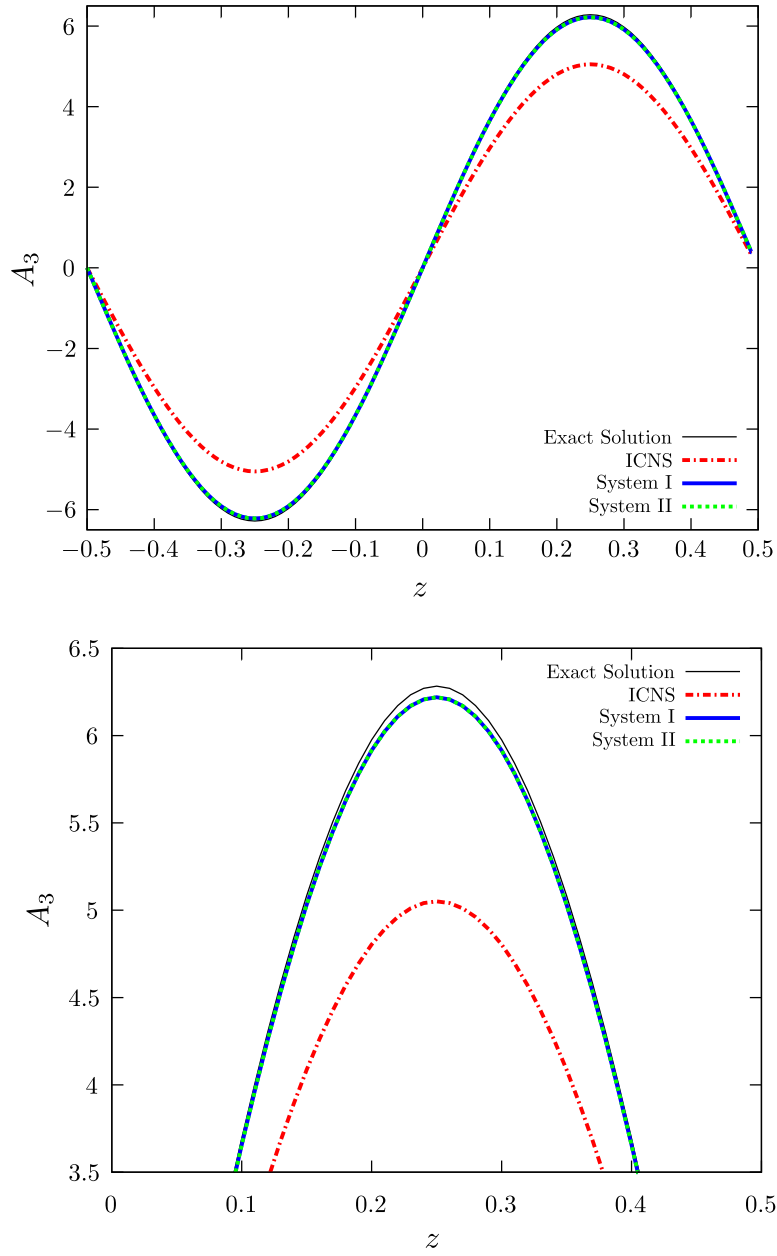 6
4
2
0
−2
−4
−6
A3
Exact Solution
ICNS
System I
System II
−0.5 −0.4 −0.3 −0.2 −0.1 0 0.1 0.2 0.3 0.4 0.5
z
6.5
6
5.5
5
4.5
4
3.5
A3
Exact Solution
ICNS
System I
System II
0 0.1 0.2 0.3 0.4 0.5
z